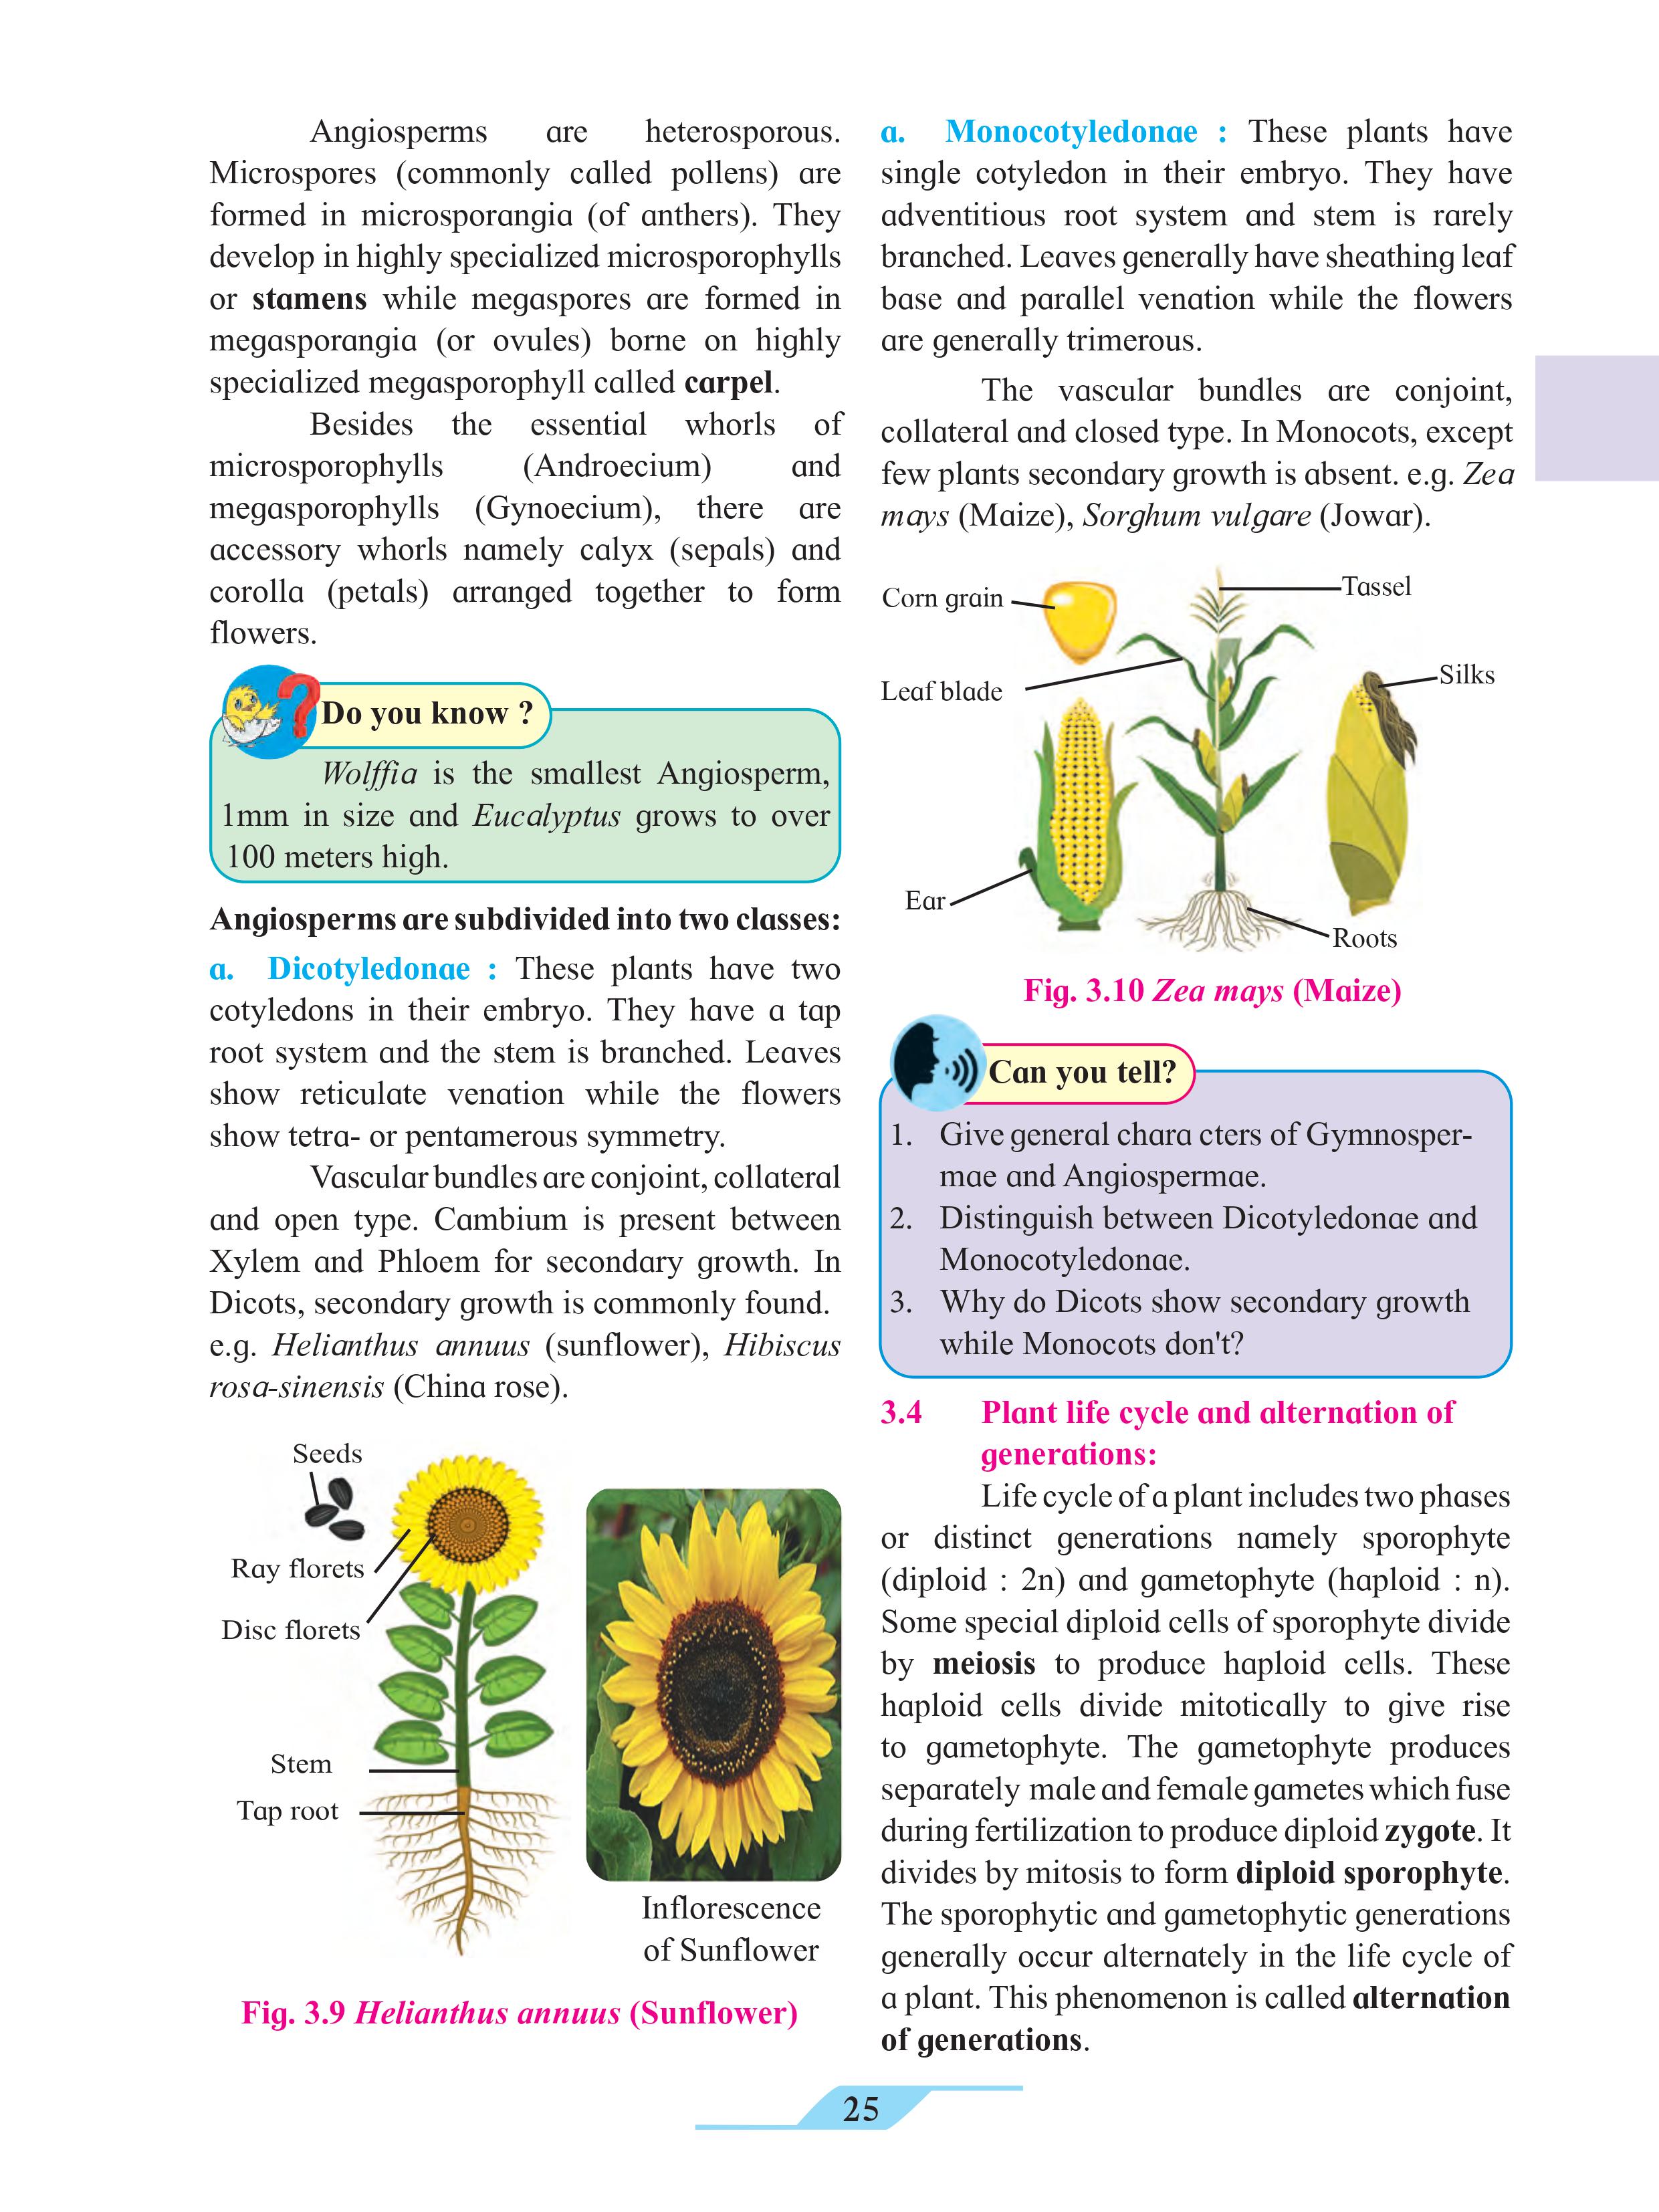 Angiosperms are heterosporous.
Microspores (commonly called pollens) are
formed in microsporangia (of anthers). They
develop in highly specialized microsporophylls
or stamens while megaspores are formed in
megasporangia (or ovules) borne on highly
specialized megasporophyll called carpel.
Besides the essential whorls of
microsporophylls (Androecium) and
megasporophylls (Gynoecium), there are
accessory whorls namely calyx (sepals) and
corolla (petals) arranged together to form
flowers.
Do you know ?
Wolffia is the smallest Angiosperm,
1mm in size and Eucalyptus grows to over
100 meters high.
Angiosperms are subdivided into two classes:
a. Dicotyledonae : These plants have two
cotyledons in their embryo. They have a tap
root system and the stem is branched. Leaves
show reticulate venation while the flowers
show tetra- or pentamerous symmetry.
Vascular bundles are conjoint, collateral
and open type. Cambium is present between
Xylem and Phloem for secondary growth. In
Dicots, secondary growth is commonly found.
e.g. Helianthus annuus (sunflower), Hibiscus
rosa-sinensis (China rose).
Seeds
Ray florets
Disc florets
Stem
Tap root
Inflorescence
of Sunflower
Fig. 3.9 Helianthus annuus (Sunflower)
a. Monocotyledonae : These plants have
single cotyledon in their embryo. They have
adventitious root system and stem is rarely
branched. Leaves generally have sheathing leaf
base and parallel venation while the flowers
are generally trimerous.
The vascular bundles are conjoint,
collateral and closed type. In Monocots, except
few plants secondary growth is absent. e.g. Zea
mays (Maize), Sorghum vulgare (Jowar).
Corn grain
Tassel
Leaf blade
Silks
Ear
Roots
Fig. 3.10 Zea mays (Maize)
Can you tell?
1. Give general chara cters of Gymnosper-
mae and Angiospermae.
2. Distinguish between Dicotyledonae and
Monocotyledonae.
3. Why do Dicots show secondary growth
while Monocots don't?
3.4 Plant life cycle and alternation of
generations:
Life cycle of a plant includes two phases
or distinct generations namely sporophyte
(diploid : 2n) and gametophyte (haploid : n).
Some special diploid cells of sporophyte divide
by meiosis to produce haploid cells. These
haploid cells divide mitotically to give rise
to gametophyte. The gametophyte produces
separately male and female gametes which fuse
during fertilization to produce diploid zygote. It
divides by mitosis to form diploid sporophyte.
The sporophytic and gametophytic generations
generally occur alternately in the life cycle of
a plant. This phenomenon is called alternation
of generations.
25